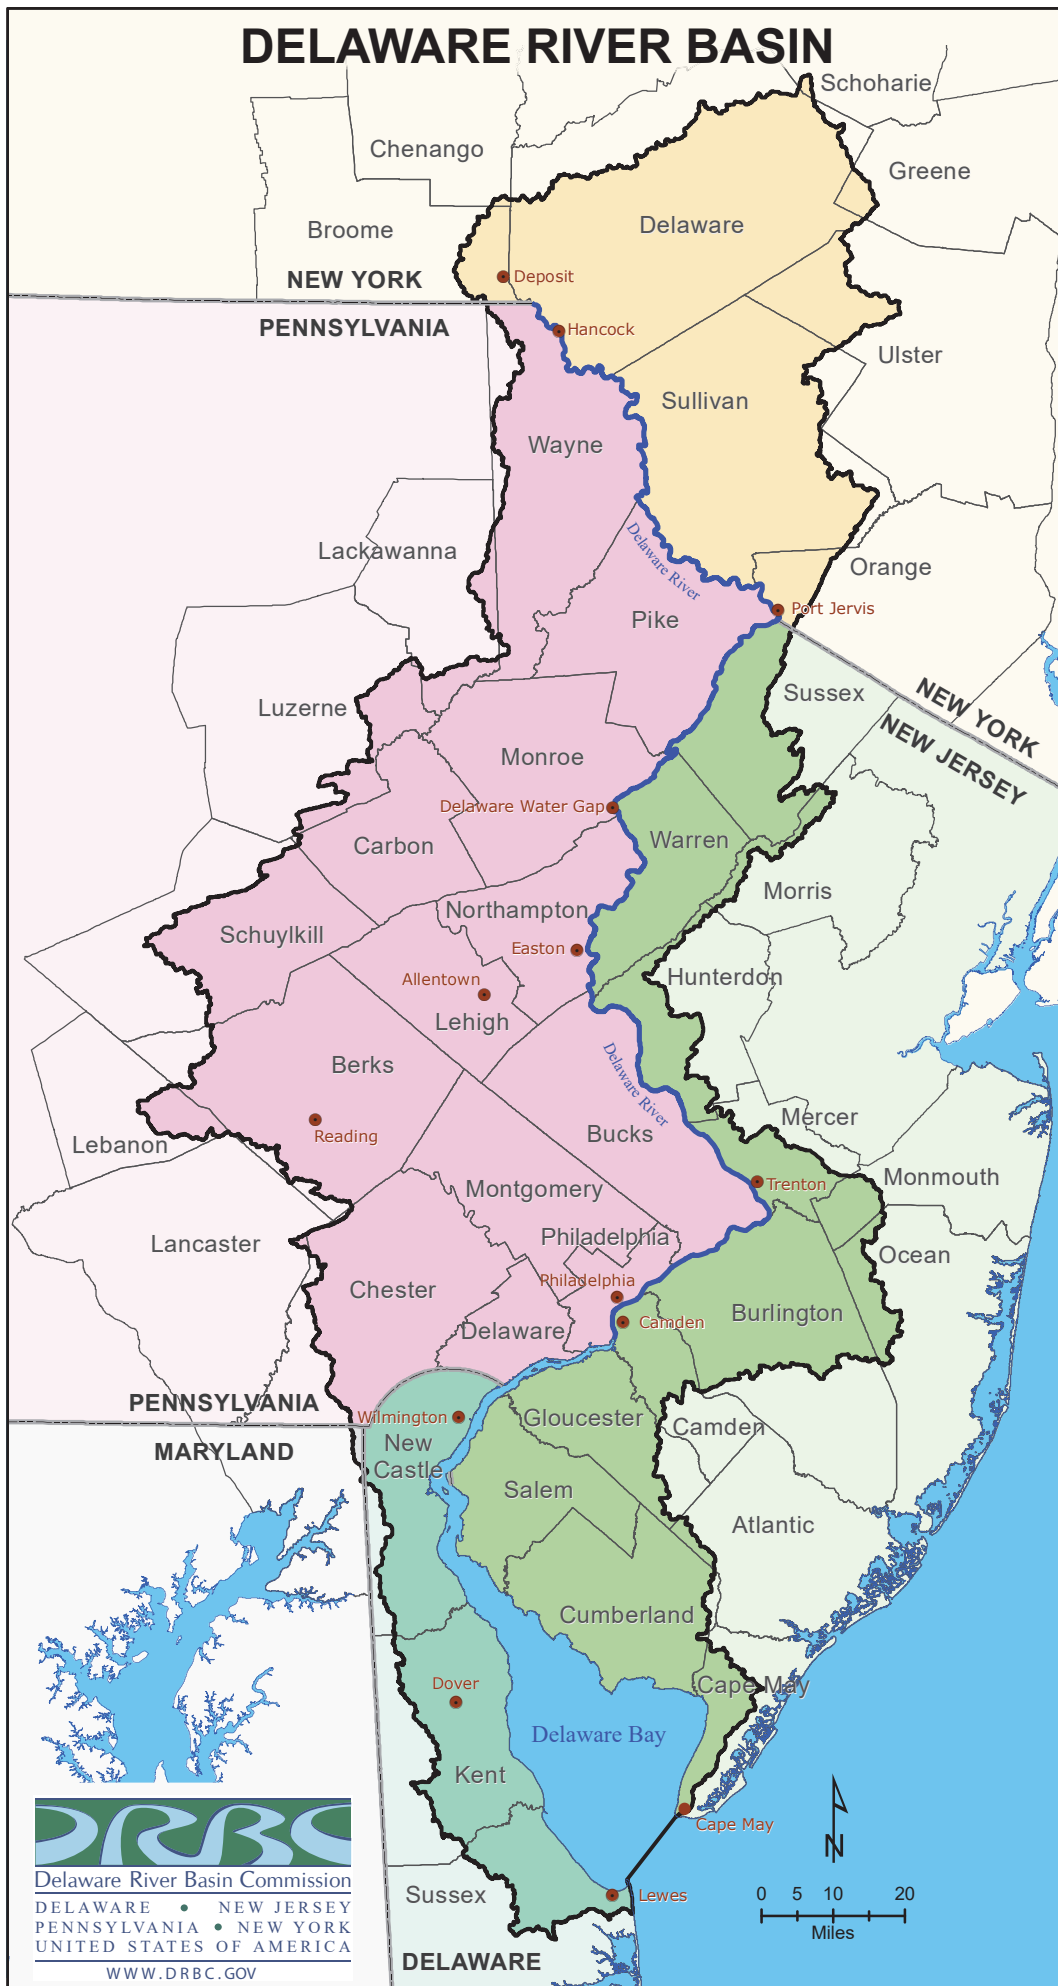 DELAWARE RIVER BASIN
Schoharie
Chenango
Greene
Delaware
Broome
Deposit
NEW YORK
PENNSYLVANIA
Hancock
Ulster
Sullivan
Wayne
Lackawanna
Delaware River
Orange
Port Jervis
Pike
Sussex
NEW YORK
NEW JERSEY
Luzerne
Monroe
Delaware Water Gap
Warren
Carbon
Morris
Northampton
Schuylkill
Easton
Hunterdon
Allentown
Lehigh
Berks
Delaware River
Reading
Bucks
Mercer
Lebanon
Trenton
Monmouth
Montgomery
Philadelphia
Lancaster
Ocean
Philadelphia
Chester
Camden
Burlington
Delaware
PENNSYLVANIA
Wilmington
Gloucester
Camden
MARYLAND
New
Castle
Salem
Atlantic
Cumberland
Dover
Cape May
Delaware Bay
Kent
Cape May
N
Sussex
Lewes
0 5 10 20
Miles
DELAWARE
DRBC
Delaware River Basin Commission
DELAWARE • NEW JERSEY
PENNSYLVANIA • NEW YORK
UNITED STATES OF AMERICA
WWW.DRBC.GOV